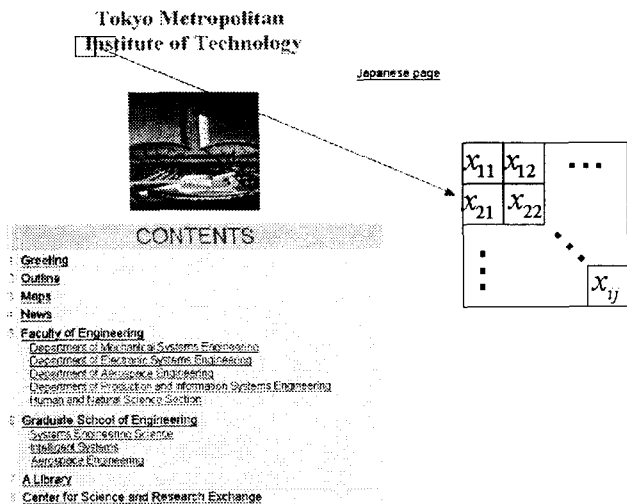 Tokyo Metropolitan
Institute of Technology
Japanese page
x11 x12 ...
x21 x22
xij
CONTENTS
Greeting
Outline
Maps
News
Faculty of Engineering
Department of Mechanical Systems Engineering
Department of Electronic Systems Engineering
Department of Aerospace Engineering
Department of Production and Information Systems Engineering
Human and Natural Science Section
Graduate School of Engineering
Systems Engineering Science
Intelligent Systems
Aerospace Engineering
A Library
Center for Science and Research Exchange